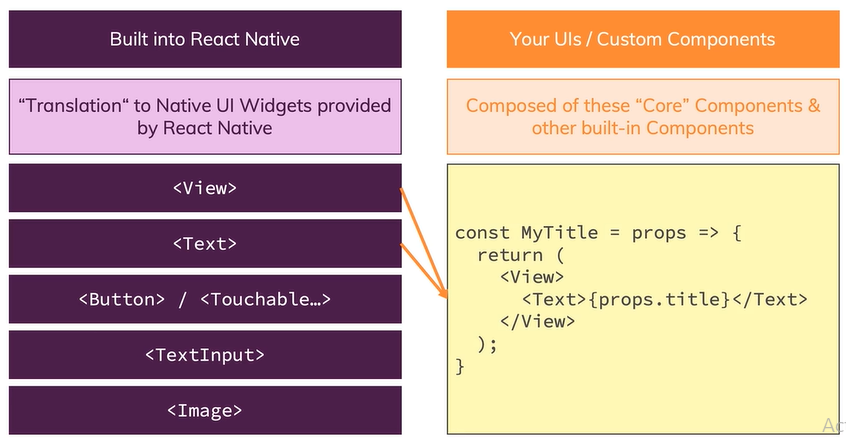 Built into React Native
“Translation“ to Native UI Widgets provided
by React Native
<View>
<Text>
<Button> / <Touchable…>
<TextInput>
<Image>
Your UIs / Custom Components
Composed of these “Core” Components &
other built-in Components
const MyTitle = props => {
  return (
    <View>
      <Text>{props.title}</Text>
    </View>
  );
}